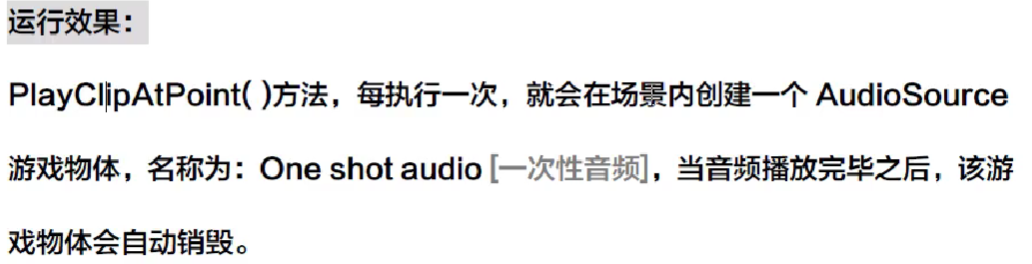 运行效果：
PlayClipAtPoint( )方法，每执行一次，就会在场景内创建一个 AudioSource
游戏物体，名称为：One shot audio [一次性音频]，当音频播放完毕之后，该游
戏物体会自动销毁。